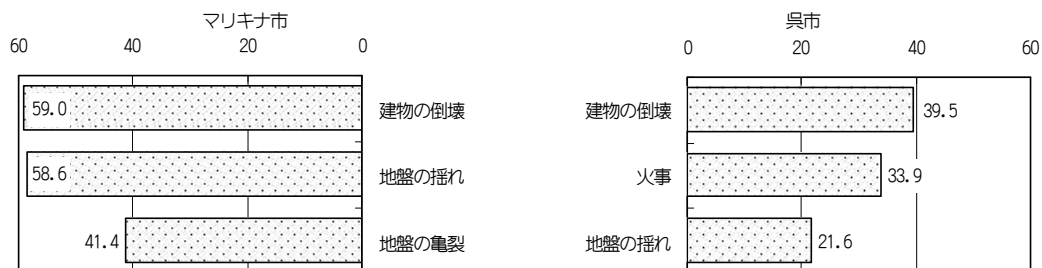 マリキナ市
60 40 20 0
59.0 建物の倒壊
58.6 地盤の揺れ
41.4 地盤の亀裂
呉市
0 20 40 60
建物の倒壊 39.5
火事 33.9
地盤の揺れ 21.6